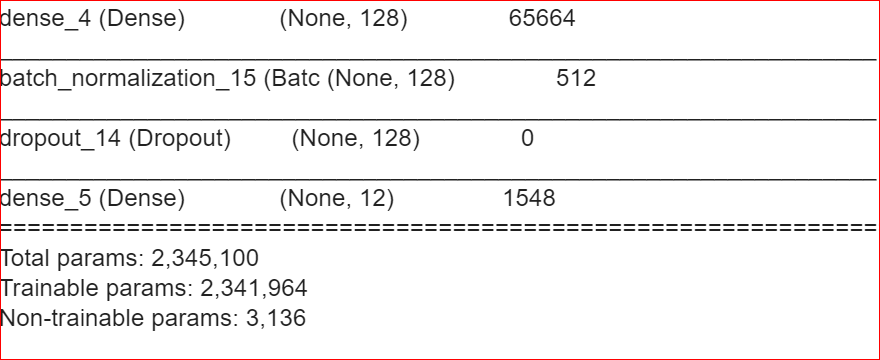 dense_4 (Dense) (None, 128) 65664
_________________________________________________________________
batch_normalization_15 (Batc (None, 128) 512
_________________________________________________________________
dropout_14 (Dropout) (None, 128) 0
_________________________________________________________________
dense_5 (Dense) (None, 12) 1548
=================================================================
Total params: 2,345,100
Trainable params: 2,341,964
Non-trainable params: 3,136